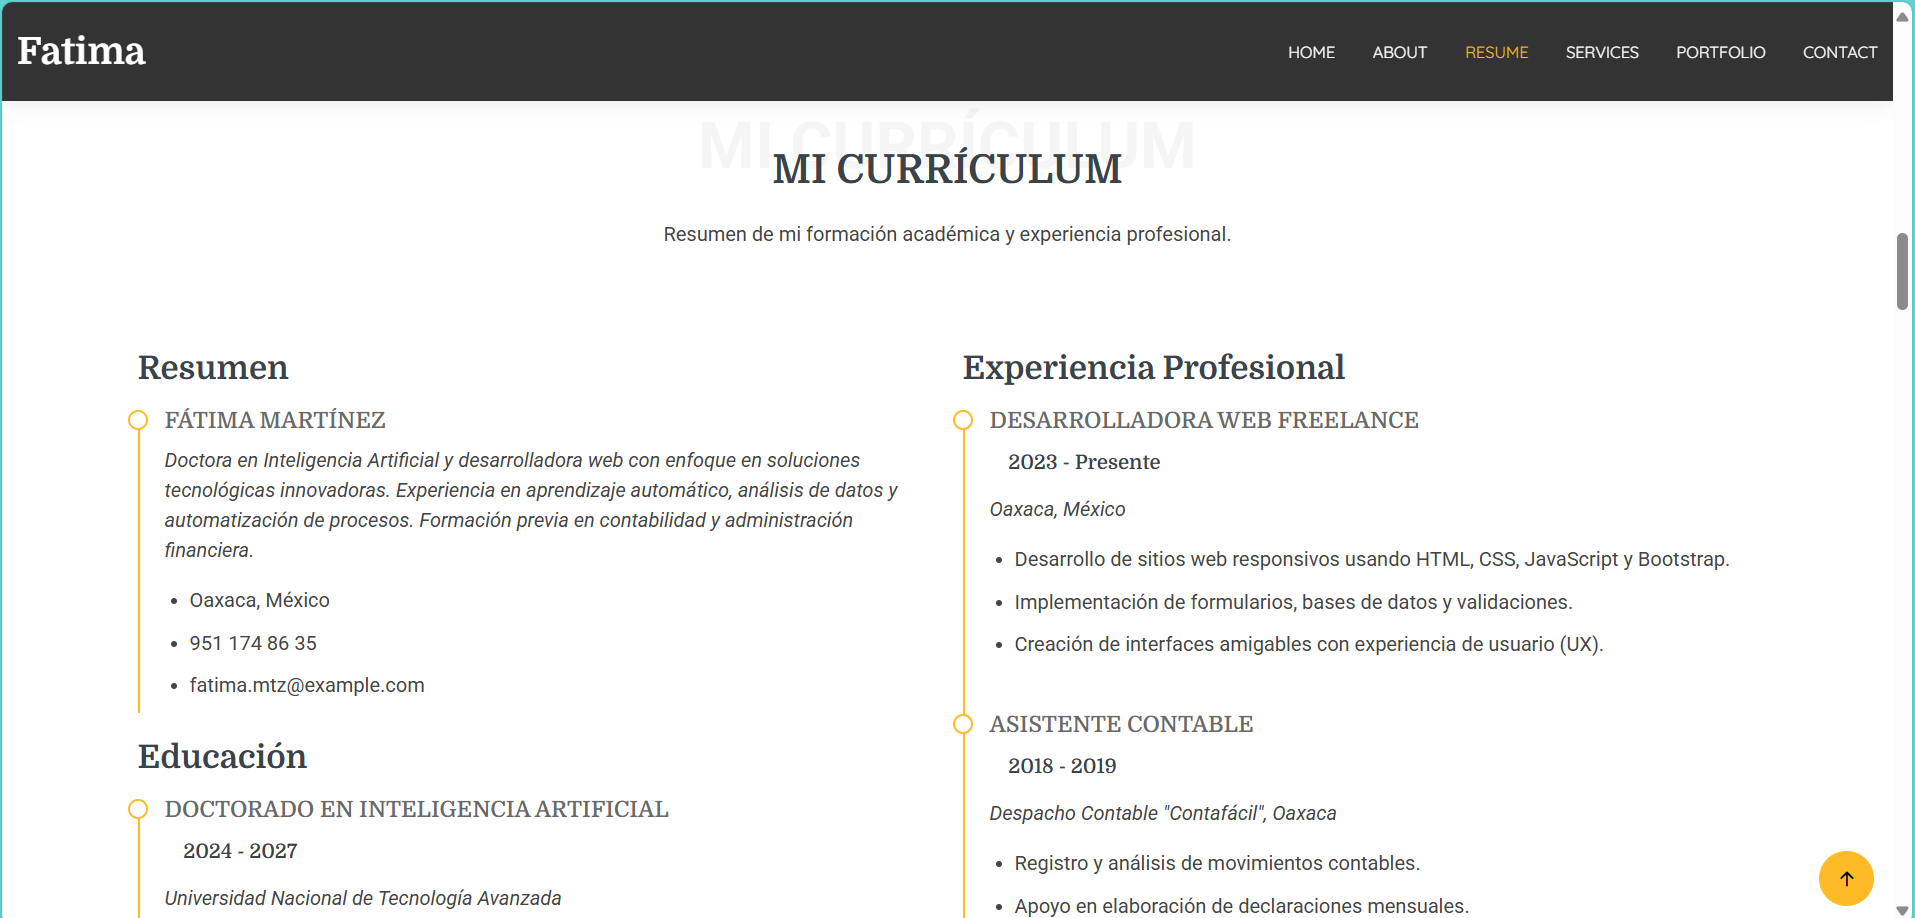 Fatima
HOME ABOUT RESUME SERVICES PORTFOLIO CONTACT
MI CURRÍCULUM
MI CURRÍCULUM
Resumen de mi formación académica y experiencia profesional.
Resumen
FÁTIMA MARTÍNEZ
Doctora en Inteligencia Artificial y desarrolladora web con enfoque en soluciones
tecnológicas innovadoras. Experiencia en aprendizaje automático, análisis de datos y
automatización de procesos. Formación previa en contabilidad y administración
financiera.
• Oaxaca, México
• 951 174 86 35
• fatima.mtz@example.com
Educación
DOCTORADO EN INTELIGENCIA ARTIFICIAL
2024 - 2027
Universidad Nacional de Tecnología Avanzada
Experiencia Profesional
DESARROLLADORA WEB FREELANCE
2023 - Presente
Oaxaca, México
• Desarrollo de sitios web responsivos usando HTML, CSS, JavaScript y Bootstrap.
• Implementación de formularios, bases de datos y validaciones.
• Creación de interfaces amigables con experiencia de usuario (UX).
ASISTENTE CONTABLE
2018 - 2019
Despacho Contable "Contafácil", Oaxaca
• Registro y análisis de movimientos contables.
• Apoyo en elaboración de declaraciones mensuales.